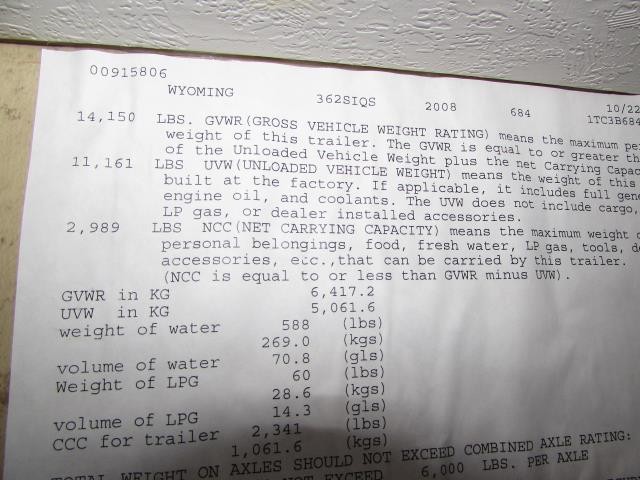 00915806
WYOMING 362SIQS 2008 684 10/22
14,150 LBS. GVWR(GROSS VEHICLE WEIGHT RATING) means the maximum pe
1TC3B684
weight of this trailer. The GVWR is equal to or greater th
of the Unloaded Vehicle Weight plus the net Carrying Capac
11,161 LBS UVW(UNLOADED VEHICLE WEIGHT) means the weight of this
built at the factory. If applicable, it includes full gene
engine oil, and coolants. The UVW does not include cargo,
LP gas, or dealer installed accessories.
2,989 LBS NCC(NET CARRYING CAPACITY) means the maximum weight o
personal belongings, food, fresh water, LP gas, tools, d
accessories, etc.,that can be carried by this trailer.
(NCC is equal to or less than GVWR minus UVW).
GVWR in KG 6,417.2
UVW in KG 5,061.6
weight of water 588 (lbs)
269.0 (kgs)
volume of water 70.8 (gls)
Weight of LPG 60 (lbs)
28.6 (kgs)
volume of LPG 14.3 (gls)
CCC for trailer 2,341 (lbs)
1,061.6 (kgs)
TOTAL WEIGHT ON AXLES SHOULD NOT EXCEED COMBINED AXLE RATING:
NOT EXCEED 6,000 LBS. PER AXLE